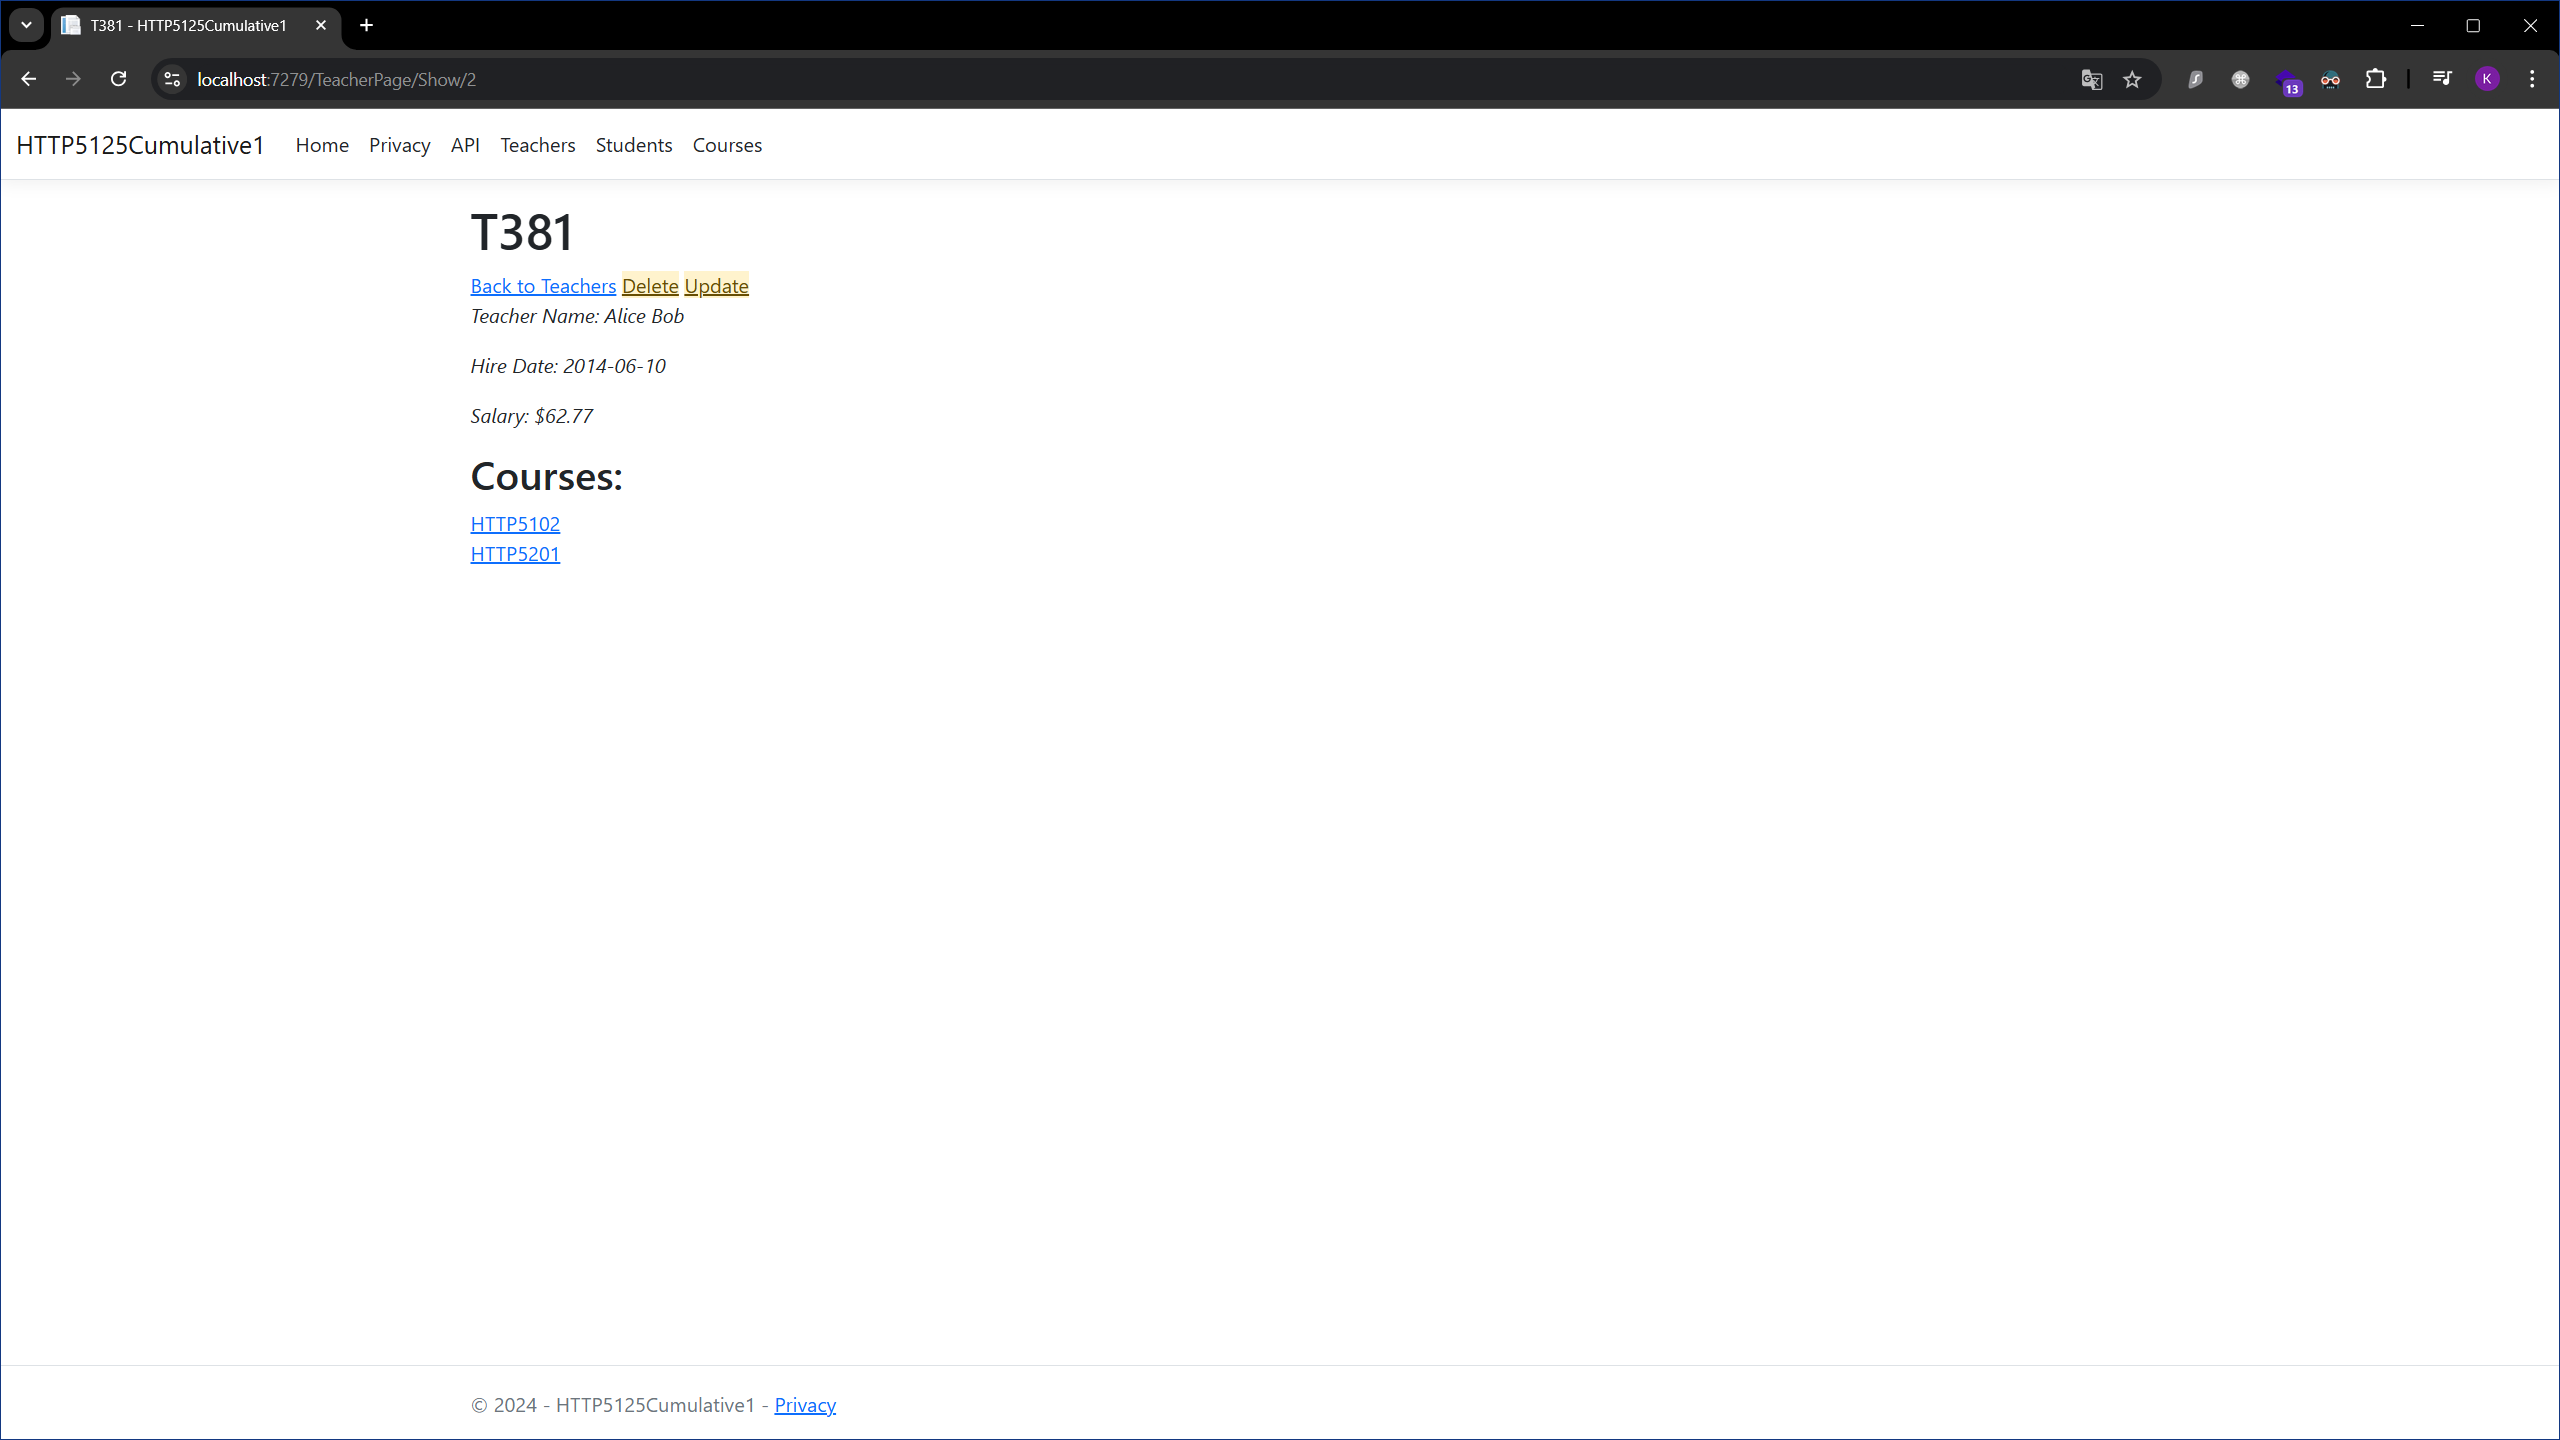 T381 - HTTP5125Cumulative1
localhost:7279/TeacherPage/Show/2
13
K
HTTP5125Cumulative1 Home Privacy API Teachers Students Courses
T381
Back to Teachers Delete Update
Teacher Name: Alice Bob
Hire Date: 2014-06-10
Salary: $62.77
Courses:
HTTP5102
HTTP5201
© 2024 - HTTP5125Cumulative1 - Privacy